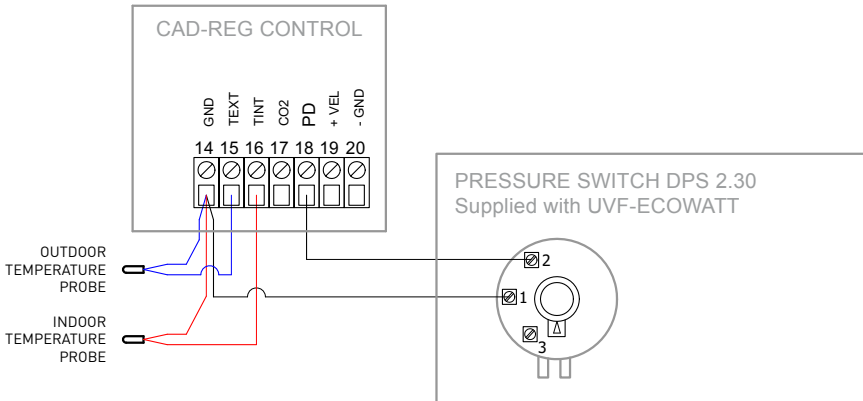 CAD-REG CONTROL
GND TEXT TINT CO2 PD + VEL - GND
14 15 16 17 18 19 20
PRESSURE SWITCH DPS 2.30
Supplied with UVF-ECOWATT
OUTDOOR
TEMPERATURE
PROBE
INDOOR
TEMPERATURE
PROBE
2
1
3